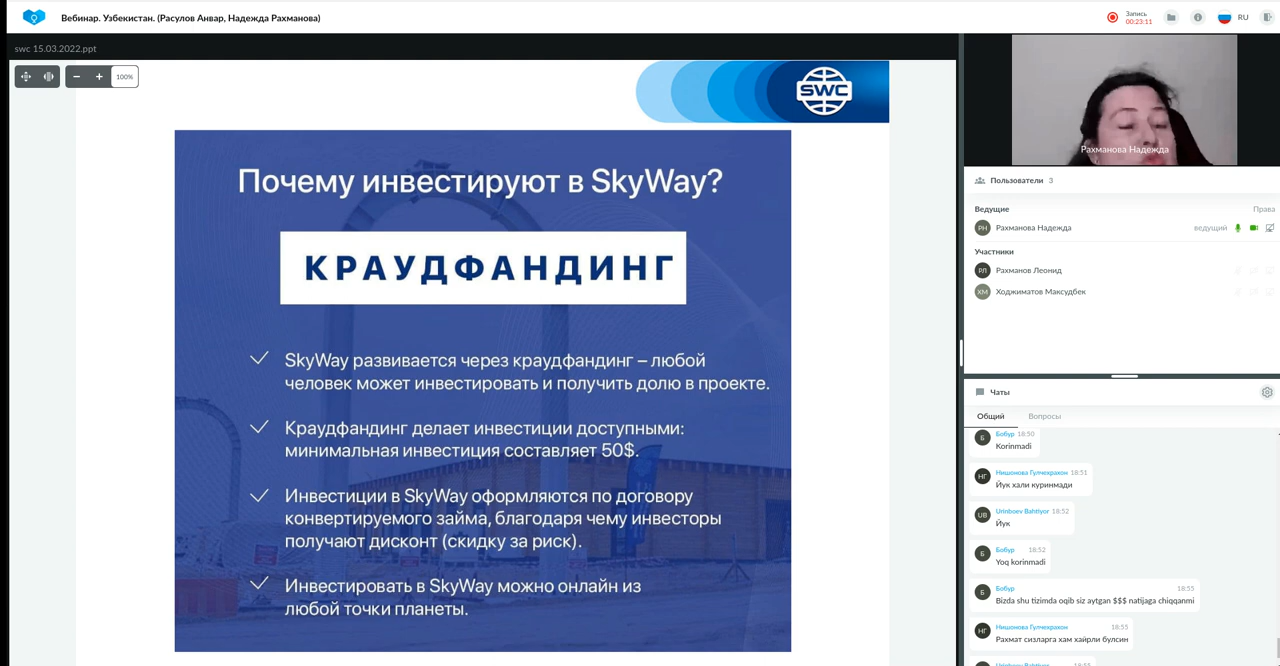 Вебинар. Узбекистан. (Расулов Анвар, Надежда Рахманова)
Запись
00:23:11
RU
swc 15.03.2022.ppt
100%
SWC
Почему инвестируют в SkyWay?
КРАУДФАНДИНГ
SkyWay развивается через краудфандинг – любой
человек может инвестировать и получить долю в проекте.
Краудфандинг делает инвестиции доступными:
минимальная инвестиция составляет 50$.
Инвестиции в SkyWay оформляются по договору
конвертируемого займа, благодаря чему инвесторы
получают дисконт (скидку за риск).
Инвестировать в SkyWay можно онлайн из
любой точки планеты.
Рахманова Надежда
Пользователи 3
Ведущие Права
РН Рахманова Надежда ведущий
Участники
РЛ Рахманов Леонид
ХМ Ходжиматов Максудбек
Чаты
Общий Вопросы
Б Бобур 18:50
Korinmadi
НГ Нишонова Гулчехрахон 18:51
Йук хали куринмади
UB Urinboev Bahtiyor 18:52
Йук
Б Бобур 18:52
Yoq korinmadi
Б Бобур 18:55
Bizda shu tizimda oqib siz aytgan $$$ natijaga chiqqanmi
НГ Нишонова Гулчехрахон 18:55
Рахмат сизларга хам хайрли булсин
Urinboev Bahtiyor 18:55